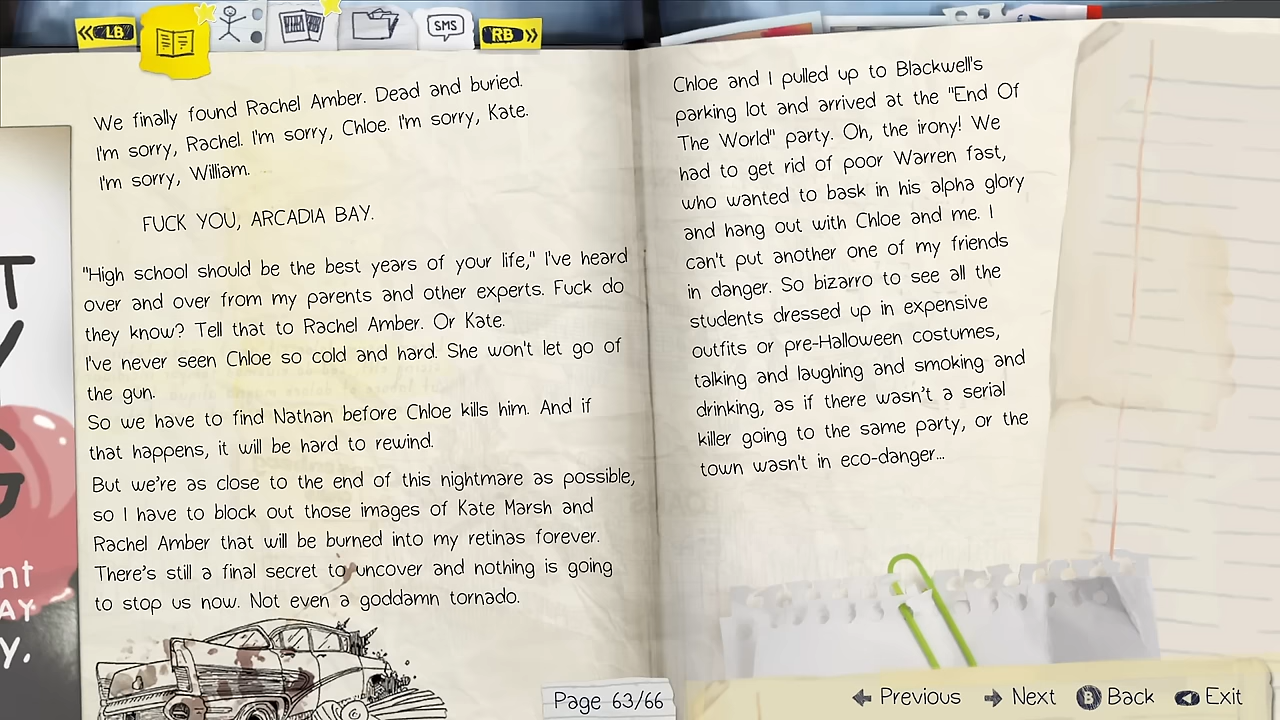 LB
SMS
RB
We finally found Rachel Amber. Dead and buried.
I'm sorry, Rachel. I'm sorry, Chloe. I'm sorry, Kate.
I'm sorry, William.
FUCK YOU, ARCADIA BAY.
"High school should be the best years of your life," I've heard
over and over from my parents and other experts. Fuck do
they know? Tell that to Rachel Amber. Or Kate.
I've never seen Chloe so cold and hard. She won't let go of
the gun.
So we have to find Nathan before Chloe kills him. And if
that happens, it will be hard to rewind.
But we're as close to the end of this nightmare as possible,
so I have to block out those images of Kate Marsh and
Rachel Amber that will be burned into my retinas forever.
There's still a final secret to uncover and nothing is going
to stop us now. Not even a goddamn tornado.
Chloe and I pulled up to Blackwell's
parking lot and arrived at the "End Of
The World" party. Oh, the irony! We
had to get rid of poor Warren fast,
who wanted to bask in his alpha glory
and hang out with Chloe and me. I
can't put another one of my friends
in danger. So bizarro to see all the
students dressed up in expensive
outfits or pre-Halloween costumes,
talking and laughing and smoking and
drinking, as if there wasn't a serial
killer going to the same party, or the
town wasn't in eco-danger...
Page 63/66
Previous
Next
B Back
Exit